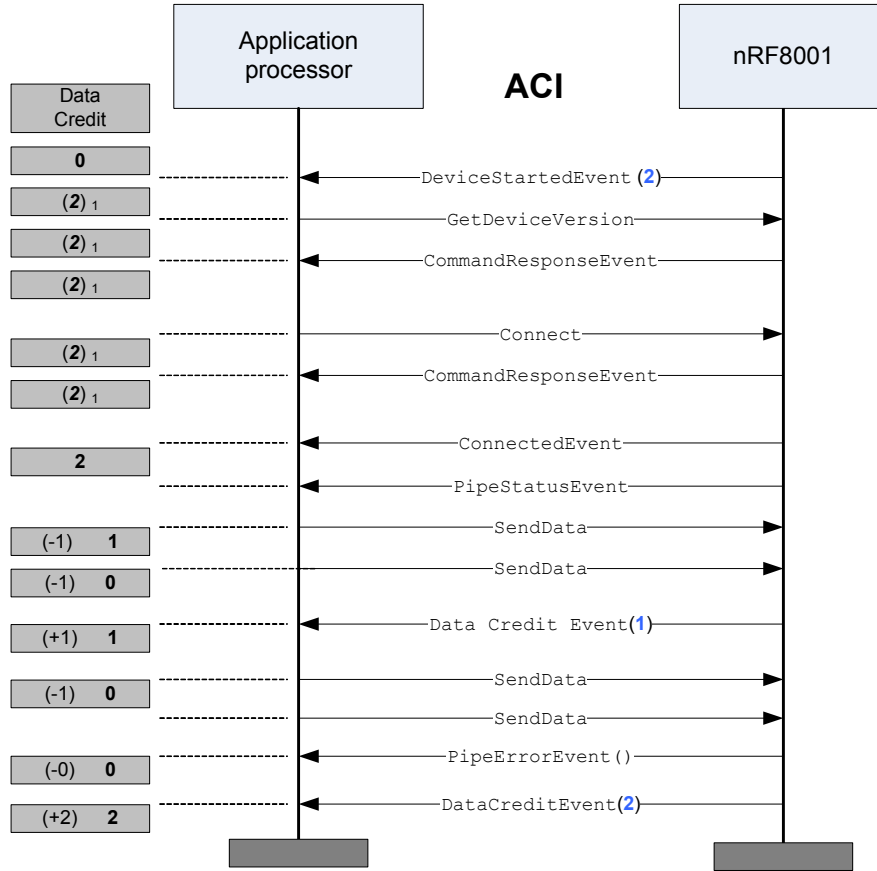 Application
processor
ACI
nRF8001
Data
Credit
0
DeviceStartedEvent (2)
(2) 1
GetDeviceVersion
(2) 1
CommandResponseEvent
(2) 1
Connect
(2) 1
CommandResponseEvent
(2) 1
ConnectedEvent
2
PipeStatusEvent
SendData
(-1) 1
SendData
(-1) 0
Data Credit Event(1)
(+1) 1
SendData
(-1) 0
SendData
PipeErrorEvent()
(-0) 0
DataCreditEvent(2)
(+2) 2